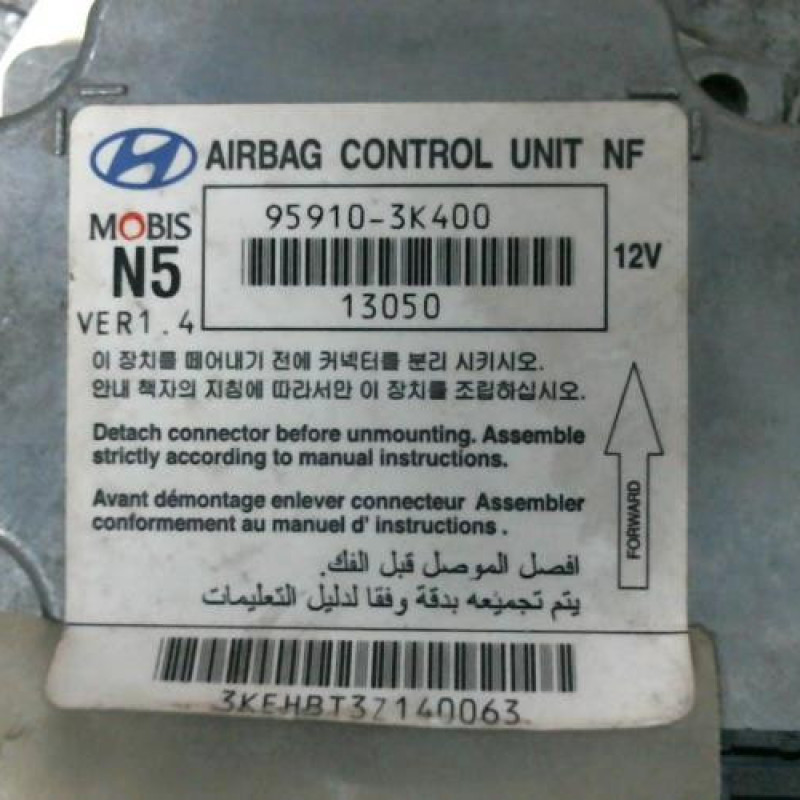 AIRBAG CONTROL UNIT NF
MOBIS
N5
VER1.4
95910-3K400
13050
12V
이 장치를 떼어내기 전에 커넥터를 분리 시키시오.
안내 책자의 지침에 따라서만 이 장치를 조립하십시오.
Detach connector before unmounting. Assemble
strictly according to manual instructions.
Avant démontage enlever connecteur Assembler
conformement au manuel d' instructions .
افصل الموصل قبل الفك.
يتم تجميعه بدقة وفقا لدليل التعليمات
FORWARD
3KEHBT3Z140063